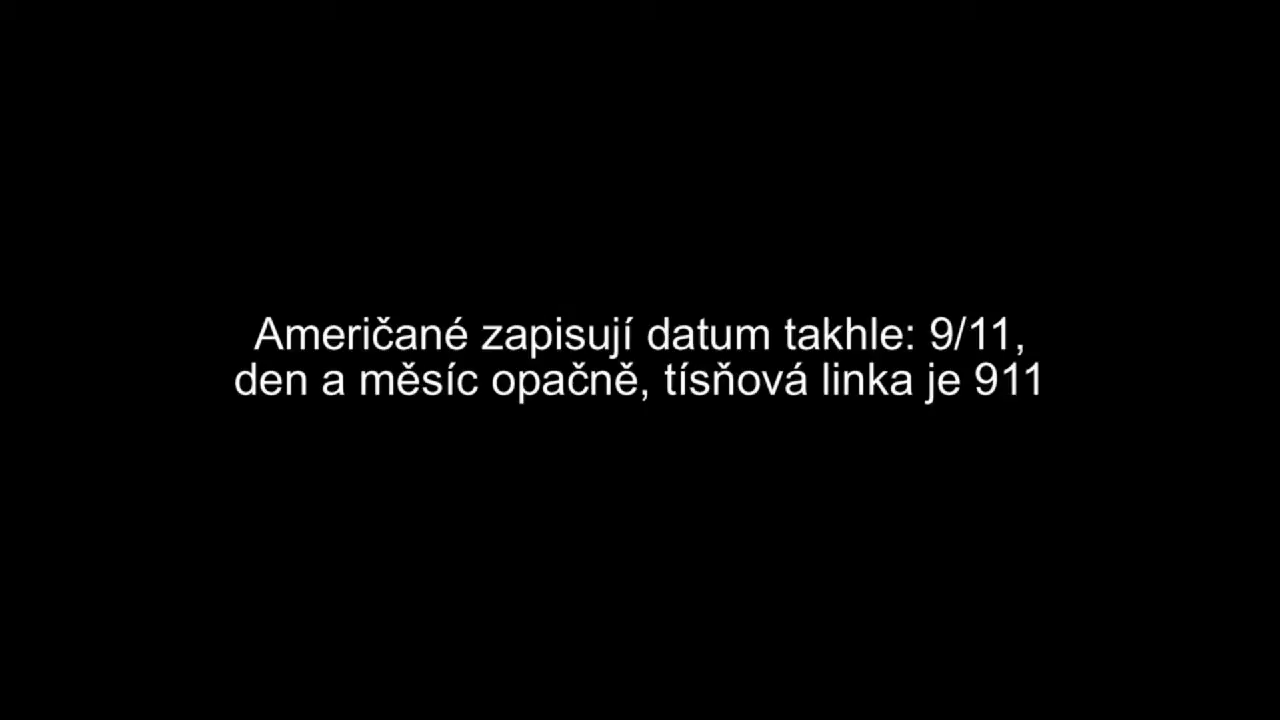 Američané zapisují datum takhle: 9/11,
den a měsíc opačně, tísňová linka je 911